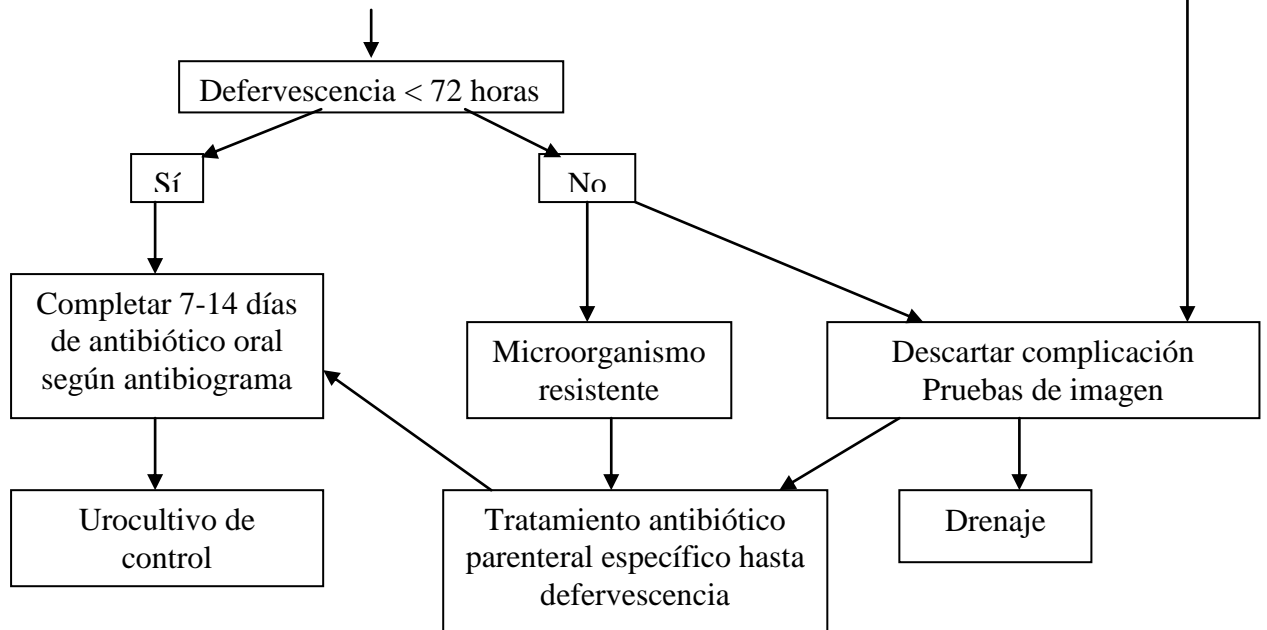 Defervescencia < 72 horas
Sí
No
Completar 7-14 días
de antibiótico oral
según antibiograma
Microorganismo
resistente
Descartar complicación
Pruebas de imagen
Urocultivo de
control
Tratamiento antibiótico
parenteral específico hasta
defervescencia
Drenaje